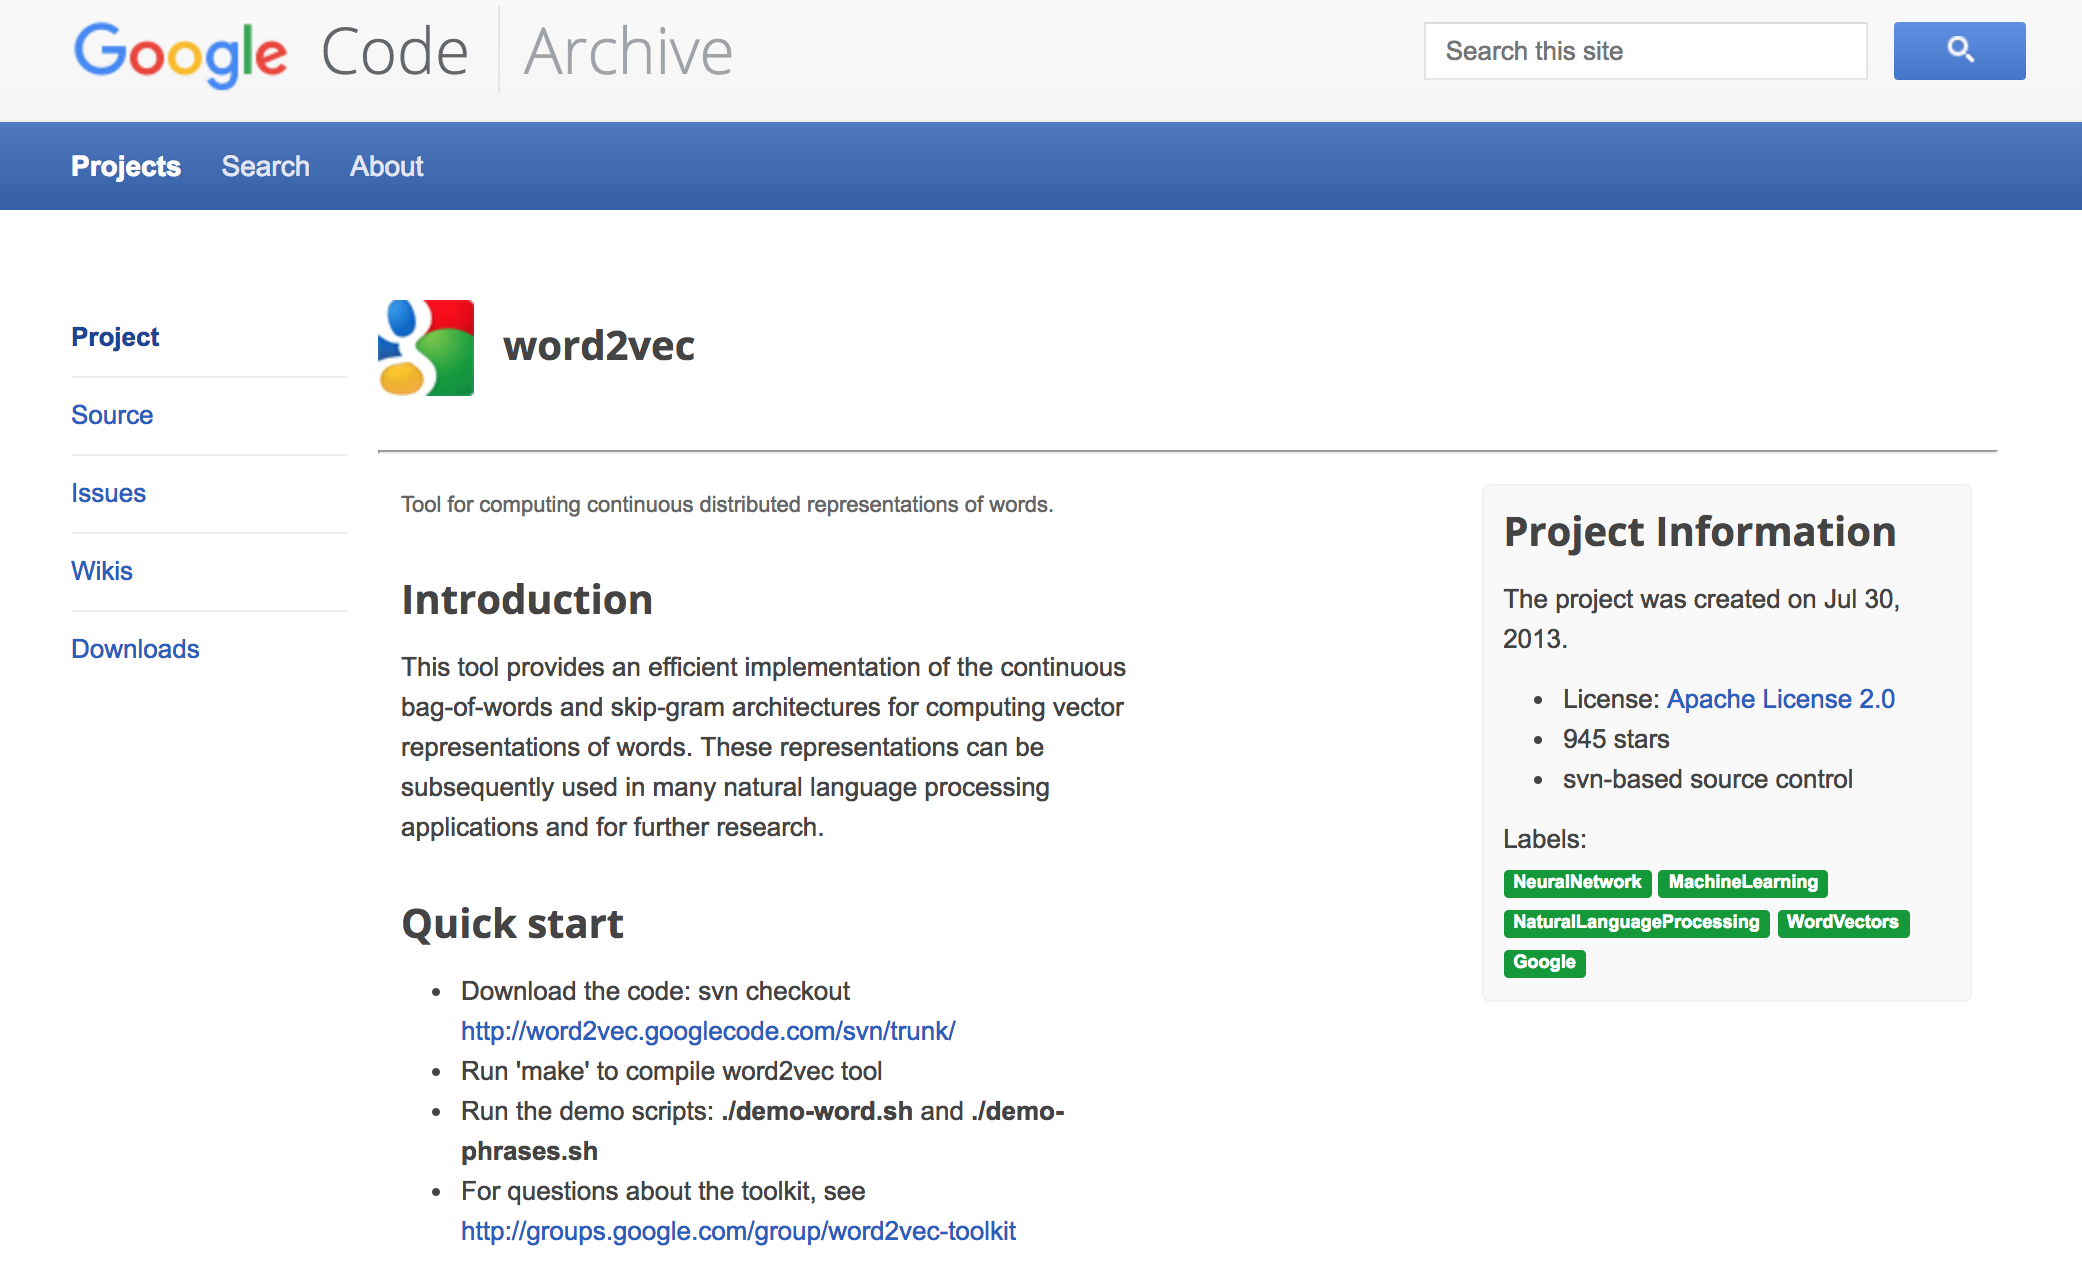 Google Code Archive
Search this site
Projects Search About
Project
Source
Issues
Wikis
Downloads
word2vec
Tool for computing continuous distributed representations of words.
Introduction
This tool provides an efficient implementation of the continuous
bag-of-words and skip-gram architectures for computing vector
representations of words. These representations can be
subsequently used in many natural language processing
applications and for further research.
Quick start
• Download the code: svn checkout
http://word2vec.googlecode.com/svn/trunk/
• Run 'make' to compile word2vec tool
• Run the demo scripts: ./demo-word.sh and ./demo-
phrases.sh
• For questions about the toolkit, see
http://groups.google.com/group/word2vec-toolkit
Project Information
The project was created on Jul 30,
2013.
• License: Apache License 2.0
• 945 stars
• svn-based source control
Labels:
NeuralNetwork MachineLearning
NaturalLanguageProcessing WordVectors
Google